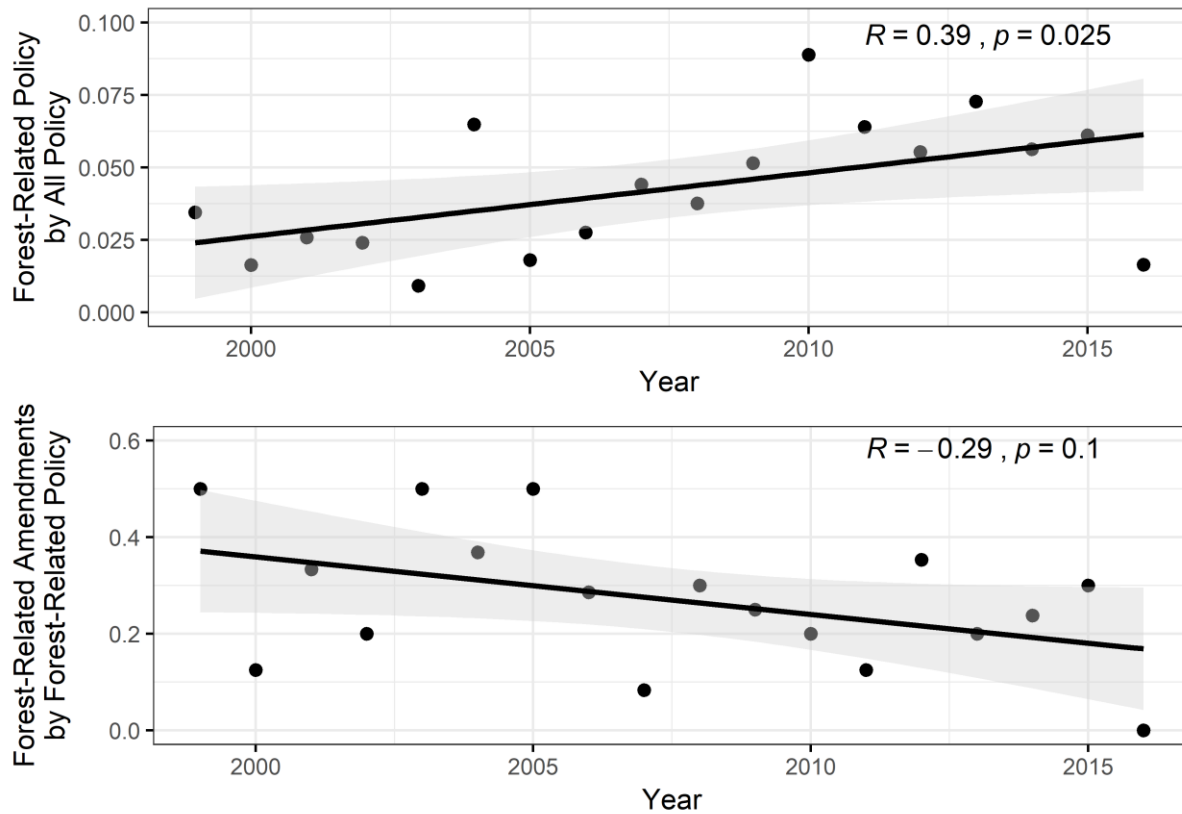 0.100
0.075
0.050
0.025
0.000
Forest-Related Policy
by All Policy
R = 0.39 , p = 0.025
2000
2005
2010
2015
Year
0.6
0.4
0.2
0.0
Forest-Related Amendments
by Forest-Related Policy
R = −0.29 , p = 0.1
2000
2005
2010
2015
Year